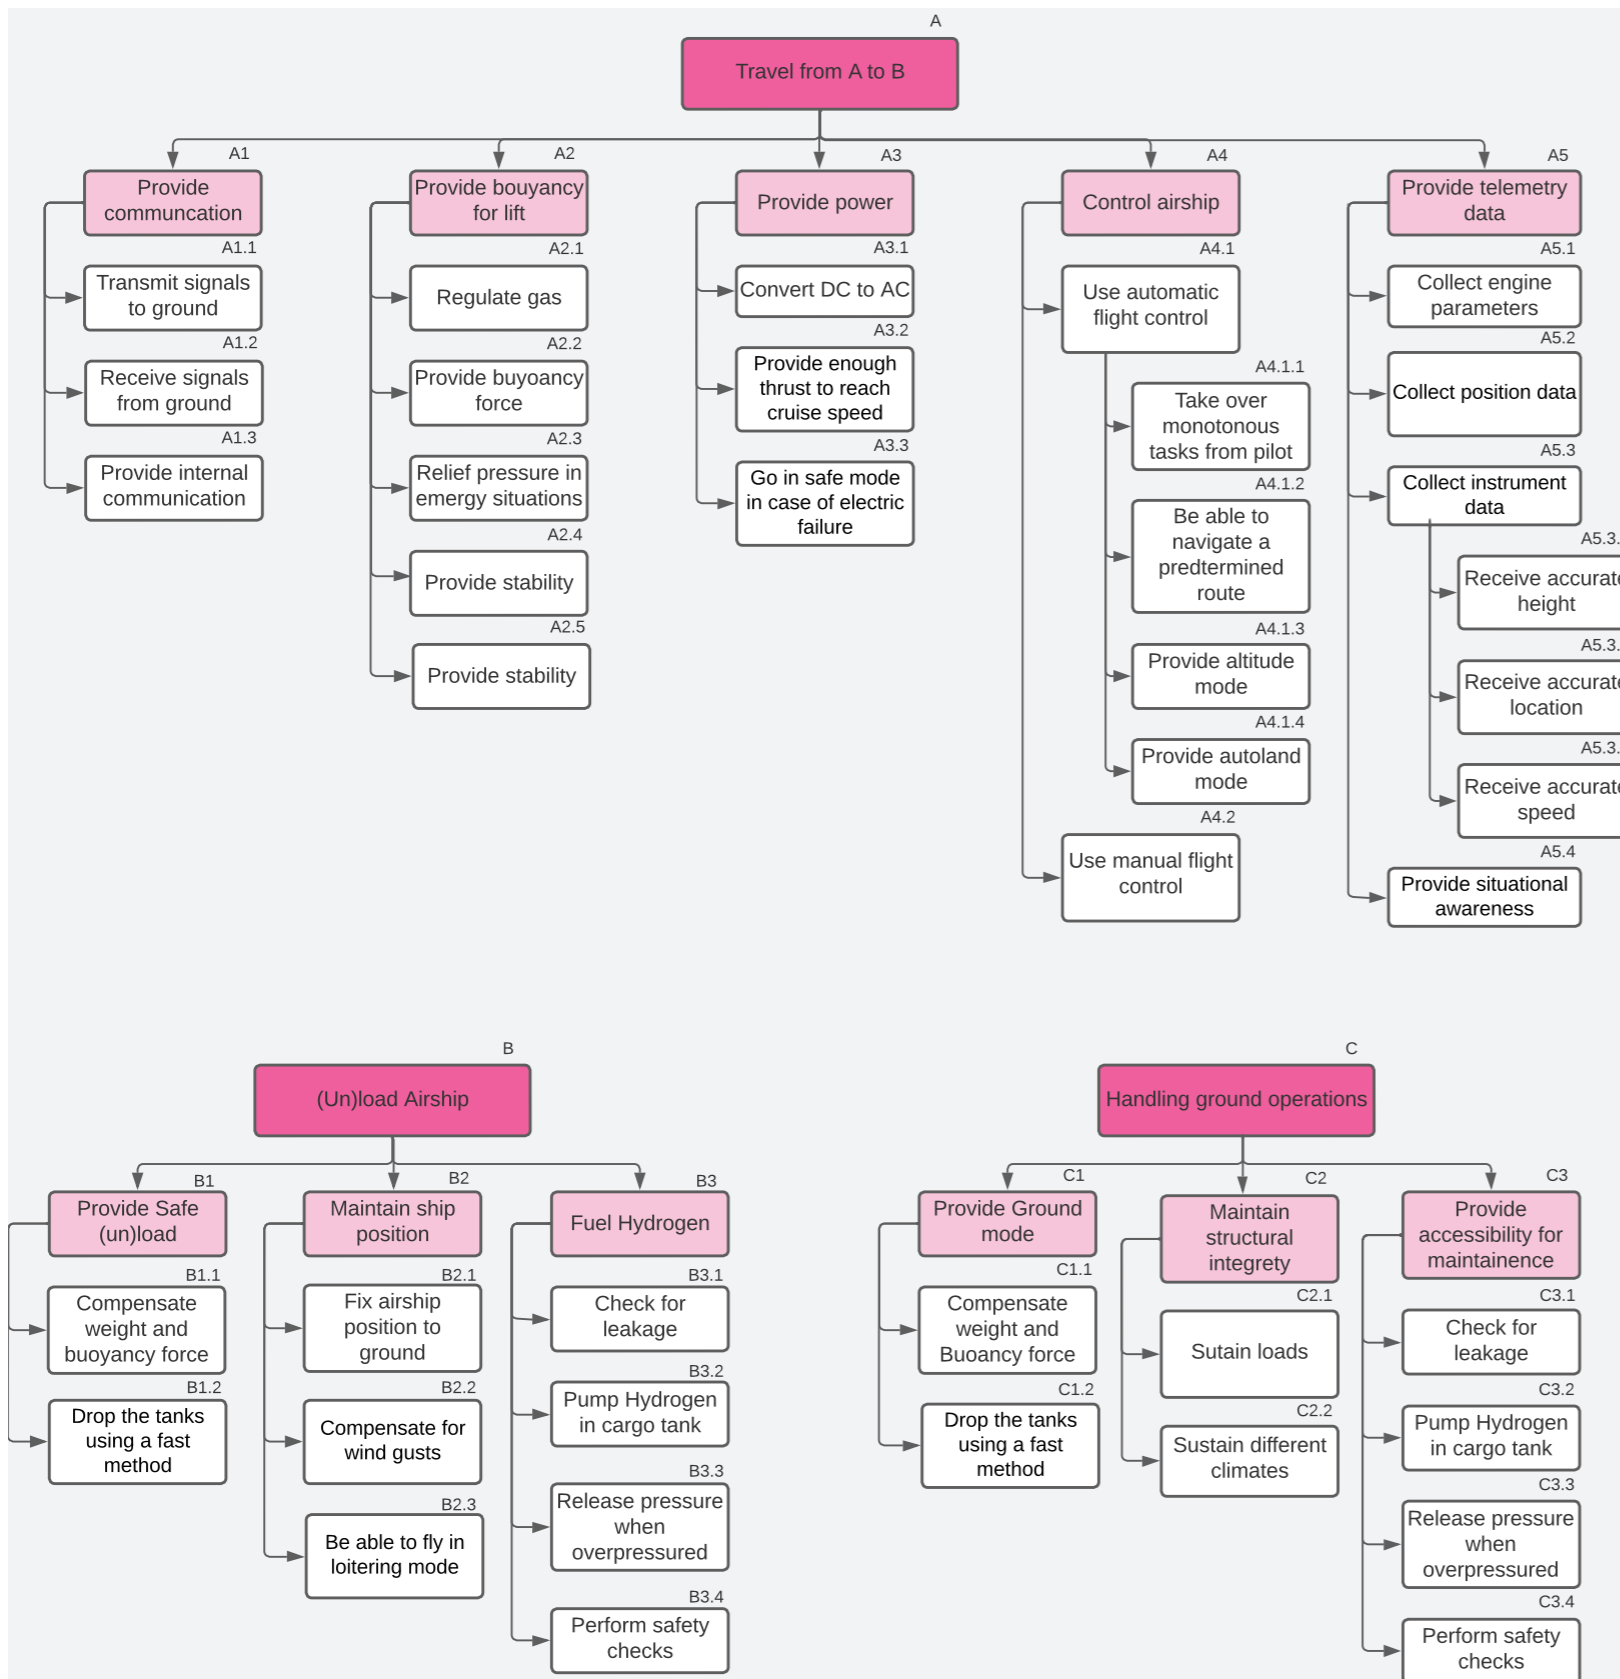 A
Travel from A to B
A1
Provide
communcation
A1.1
Transmit signals
to ground
A1.2
Receive signals
from ground
A1.3
Provide internal
communication
A2
Provide bouyancy
for lift
A2.1
Regulate gas
A2.2
Provide buyoancy
force
A2.3
Relief pressure in
emergy situations
A2.4
Provide stability
A2.5
Provide stability
A3
Provide power
A3.1
Convert DC to AC
A3.2
Provide enough
thrust to reach
cruise speed
A3.3
Go in safe mode
in case of electric
failure
A4
Control airship
A4.1
Use automatic
flight control
A4.1.1
Take over
monotonous
tasks from pilot
A4.1.2
Be able to
navigate a
predtermined
route
A4.1.3
Provide altitude
mode
A4.1.4
Provide autoland
mode
A4.2
Use manual flight
control
A5
Provide telemetry
data
A5.1
Collect engine
parameters
A5.2
Collect position data
A5.3
Collect instrument
data
A5.3.
Receive accurate
height
A5.3.
Receive accurate
location
A5.3.
Receive accurate
speed
A5.4
Provide situational
awareness
B
(Un)load Airship
B1
Provide Safe
(un)load
B1.1
Compensate
weight and
buoyancy force
B1.2
Drop the tanks
using a fast
method
B2
Maintain ship
position
B2.1
Fix airship
position to
ground
B2.2
Compensate for
wind gusts
B2.3
Be able to fly in
loitering mode
B3
Fuel Hydrogen
B3.1
Check for
leakage
B3.2
Pump Hydrogen
in cargo tank
B3.3
Release pressure
when
overpressured
B3.4
Perform safety
checks
C
Handling ground operations
C1
Provide Ground
mode
C1.1
Compensate
weight and
Buoancy force
C1.2
Drop the tanks
using a fast
method
C2
Maintain
structural
integrety
C2.1
Sutain loads
C2.2
Sustain different
climates
C3
Provide
accessibility for
maintainence
C3.1
Check for
leakage
C3.2
Pump Hydrogen
in cargo tank
C3.3
Release pressure
when
overpressured
C3.4
Perform safety
checks